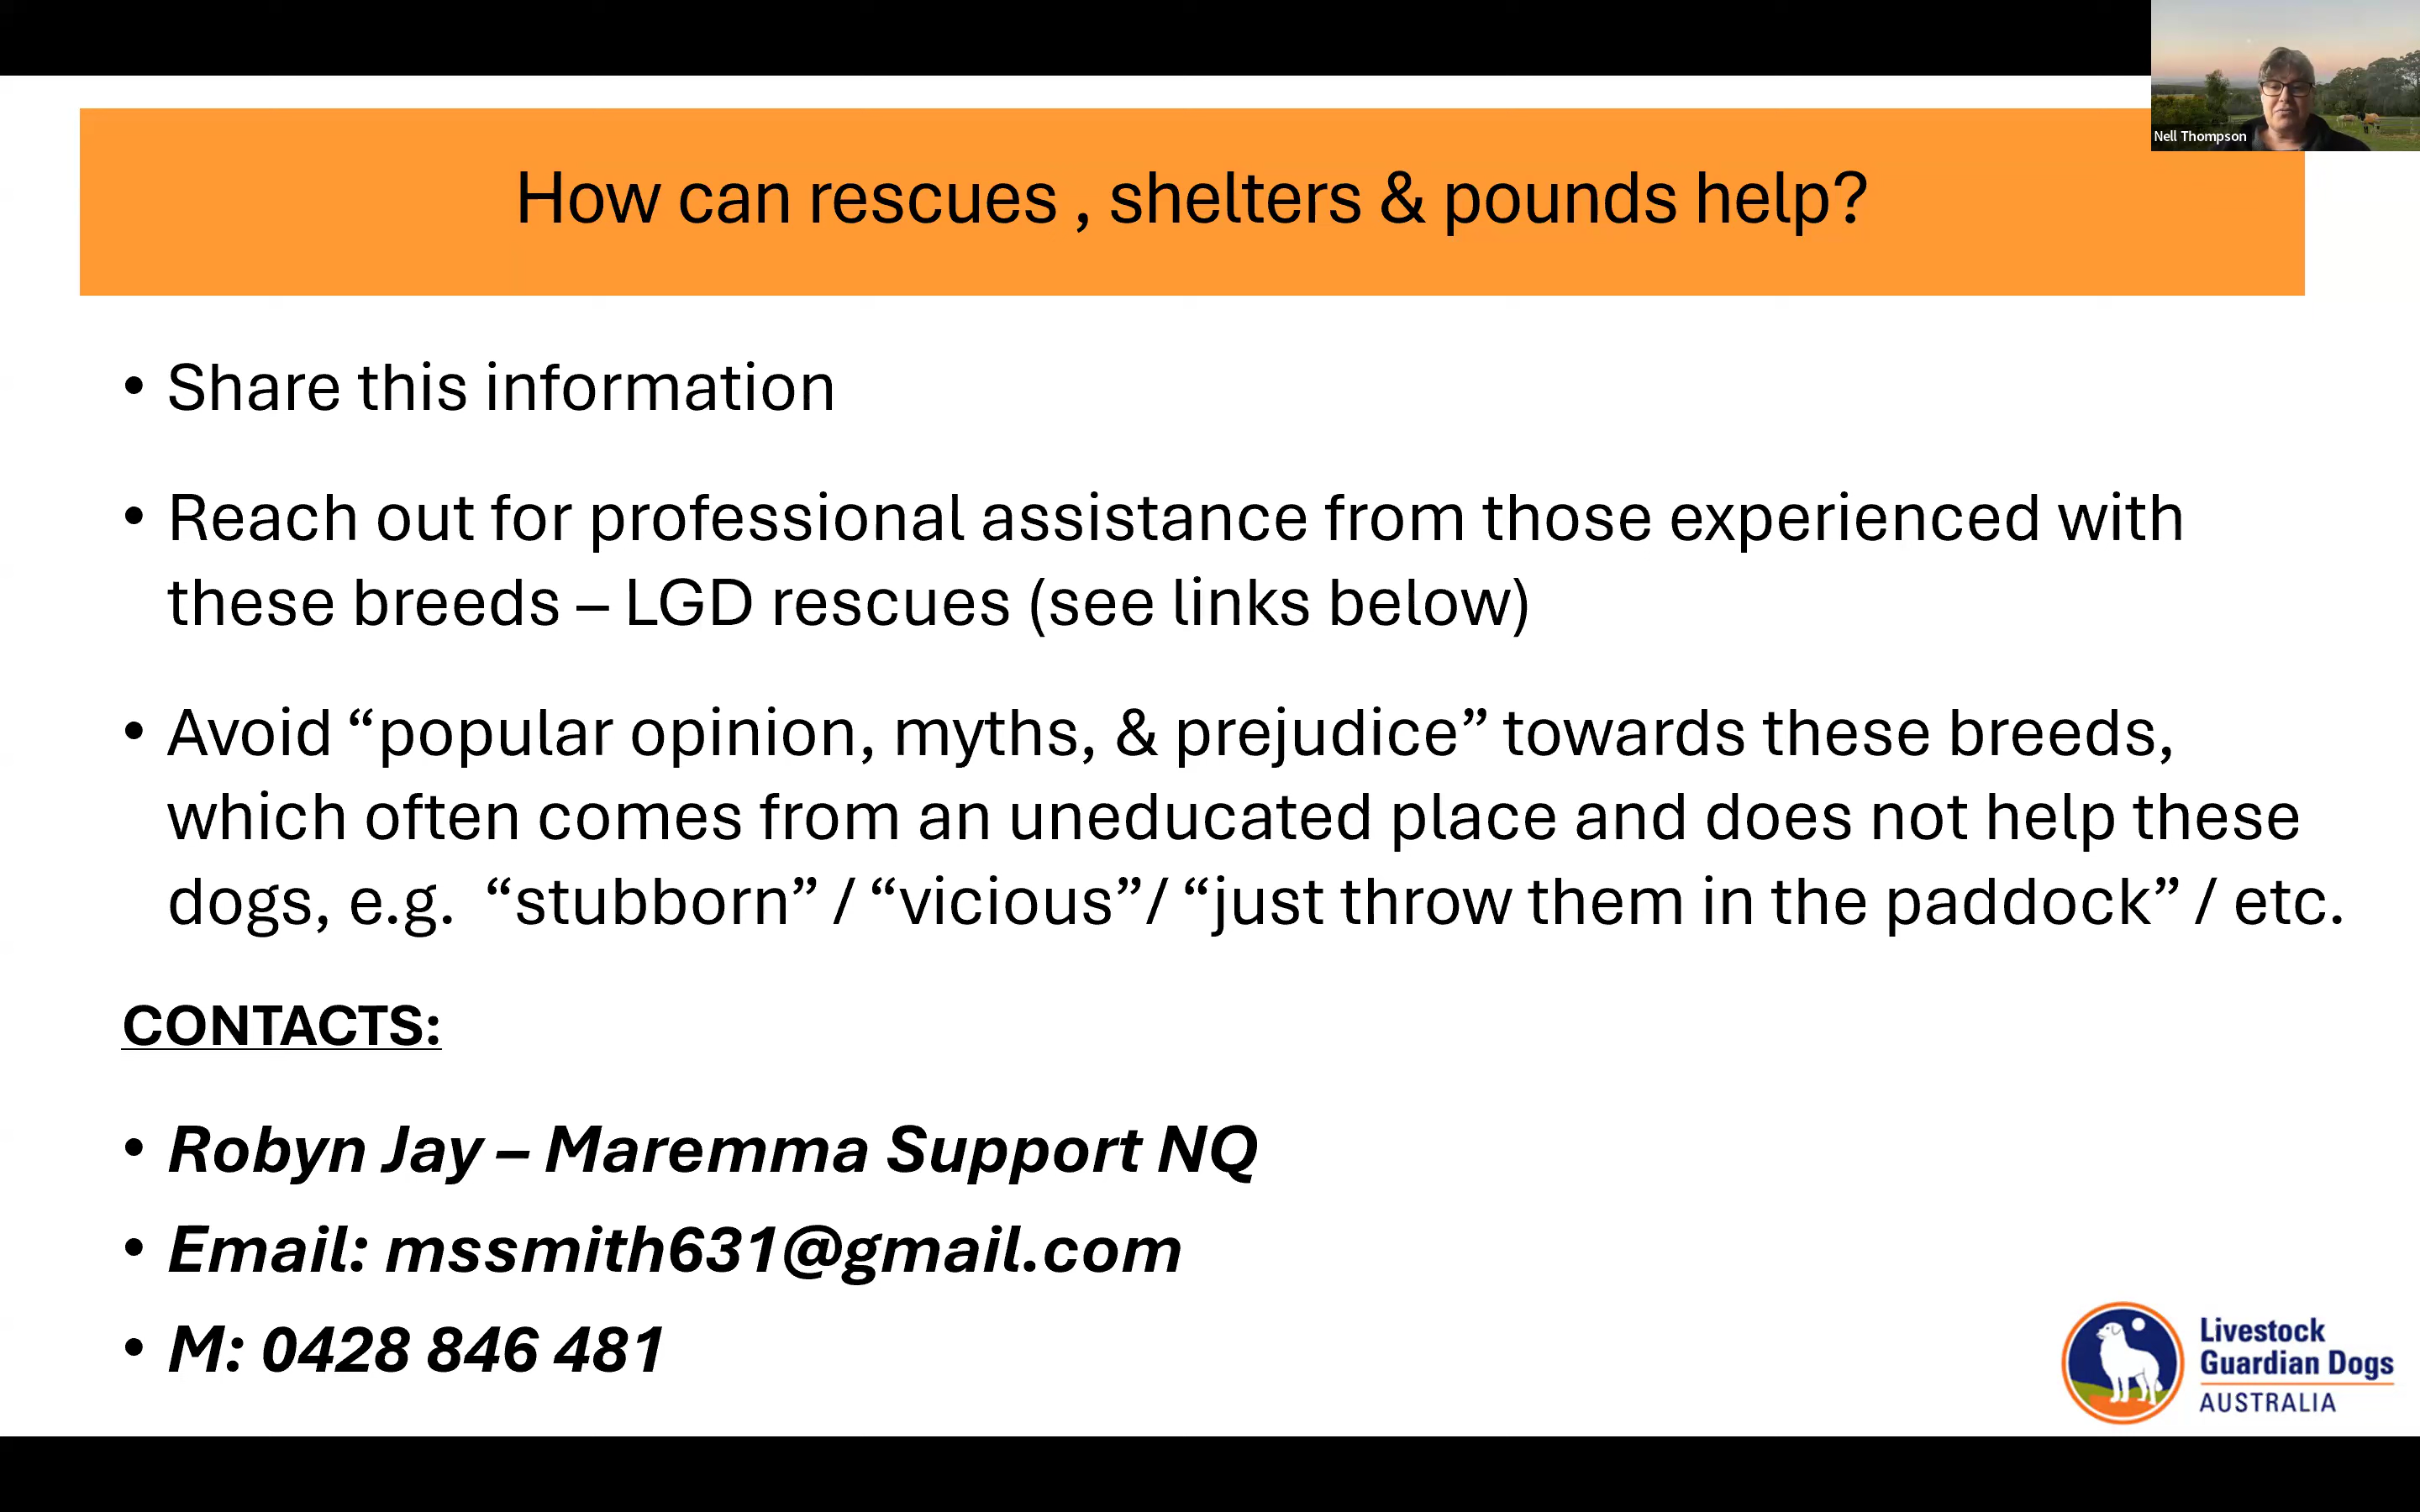 Nell Thompson
How can rescues , shelters & pounds help?
• Share this information
• Reach out for professional assistance from those experienced with
these breeds – LGD rescues (see links below)
• Avoid “popular opinion, myths, & prejudice” towards these breeds,
which often comes from an uneducated place and does not help these
dogs, e.g.  “stubborn” / “vicious”/ “just throw them in the paddock” / etc.
CONTACTS:
• Robyn Jay – Maremma Support NQ
• Email: mssmith631@gmail.com
• M: 0428 846 481
Livestock
Guardian Dogs
AUSTRALIA